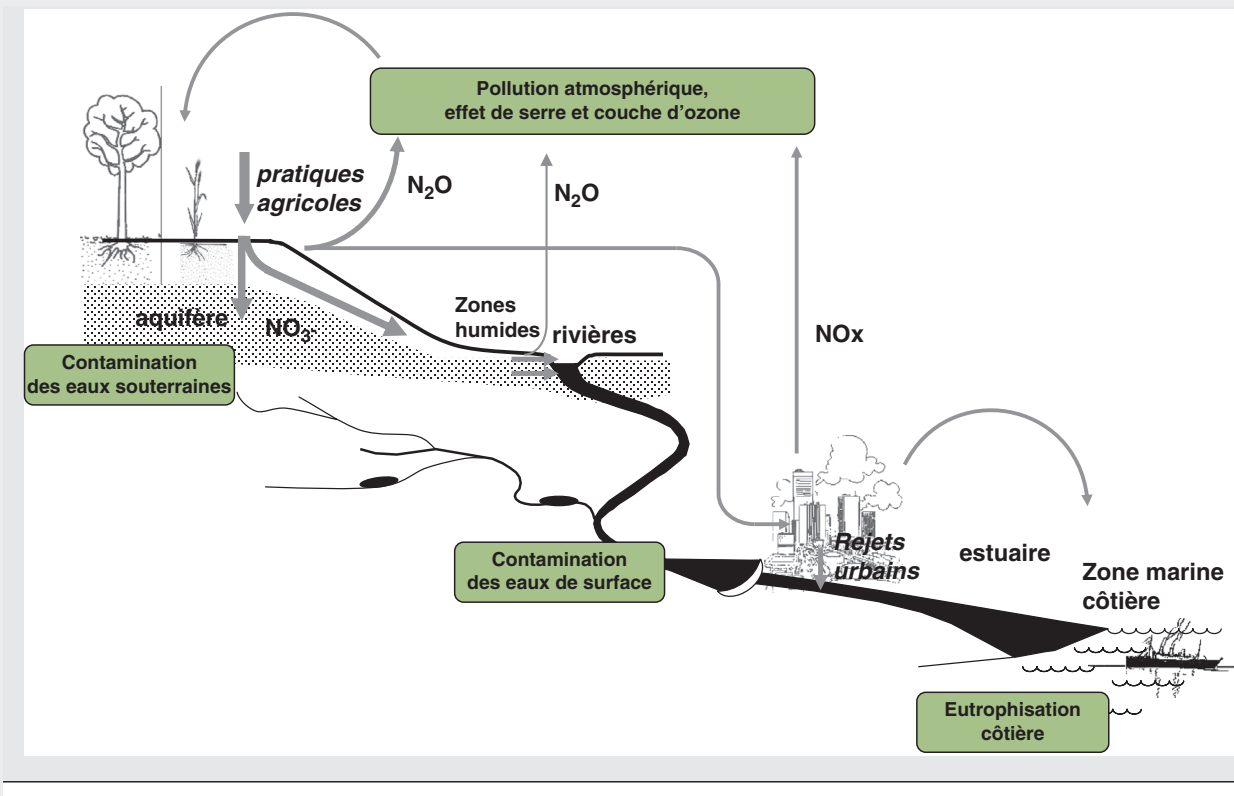 Pollution atmosphérique,
effet de serre et couche d'ozone
pratiques
agricoles
N₂O
N₂O
aquifère
NO₃-
Zones
humides
rivières
NOx
Contamination
des eaux souterraines
Contamination
des eaux de surface
Rejets
urbains
estuaire
Zone marine
côtière
Eutrophisation
côtière